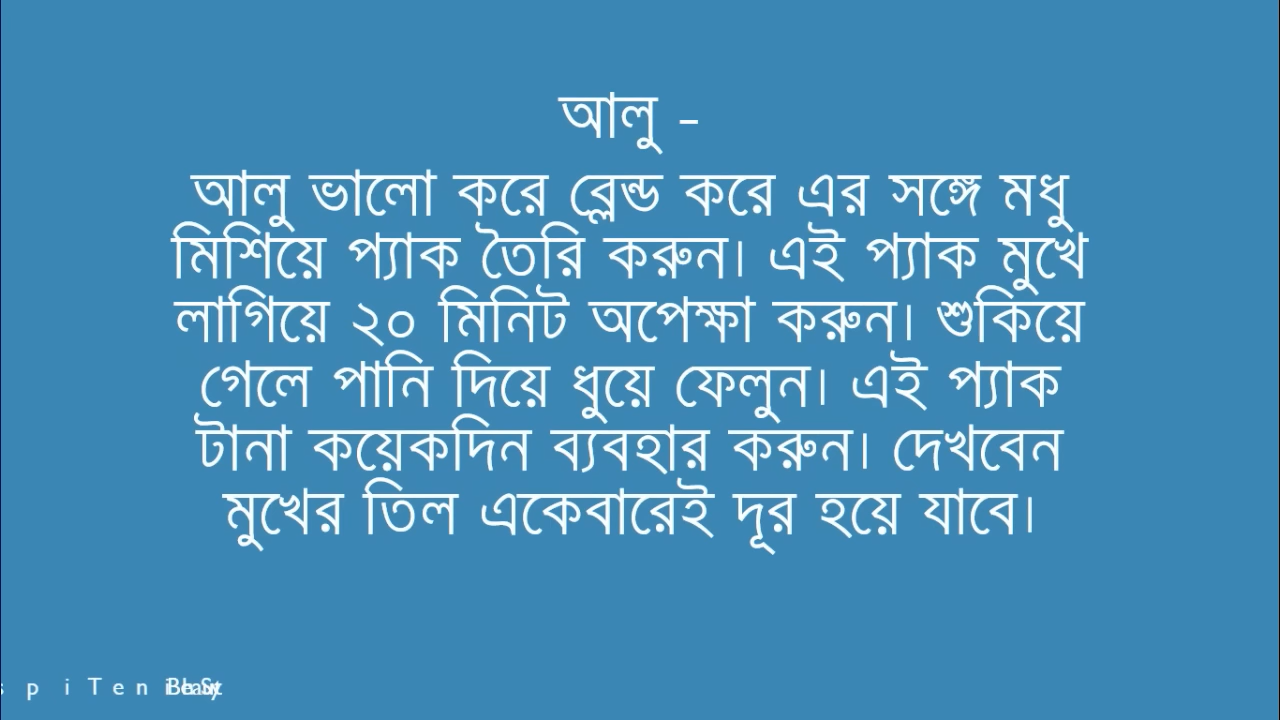 আলু -
আলু ভালো করে ব্লেন্ড করে এর সঙ্গে মধু
মিশিয়ে প্যাক তৈরি করুন। এই প্যাক মুখে
লাগিয়ে ২০ মিনিট অপেক্ষা করুন। শুকিয়ে
গেলে পানি দিয়ে ধুয়ে ফেলুন। এই প্যাক
টানা কয়েকদিন ব্যবহার করুন। দেখবেন
মুখের তিল একেবারেই দূর হয়ে যাবে।